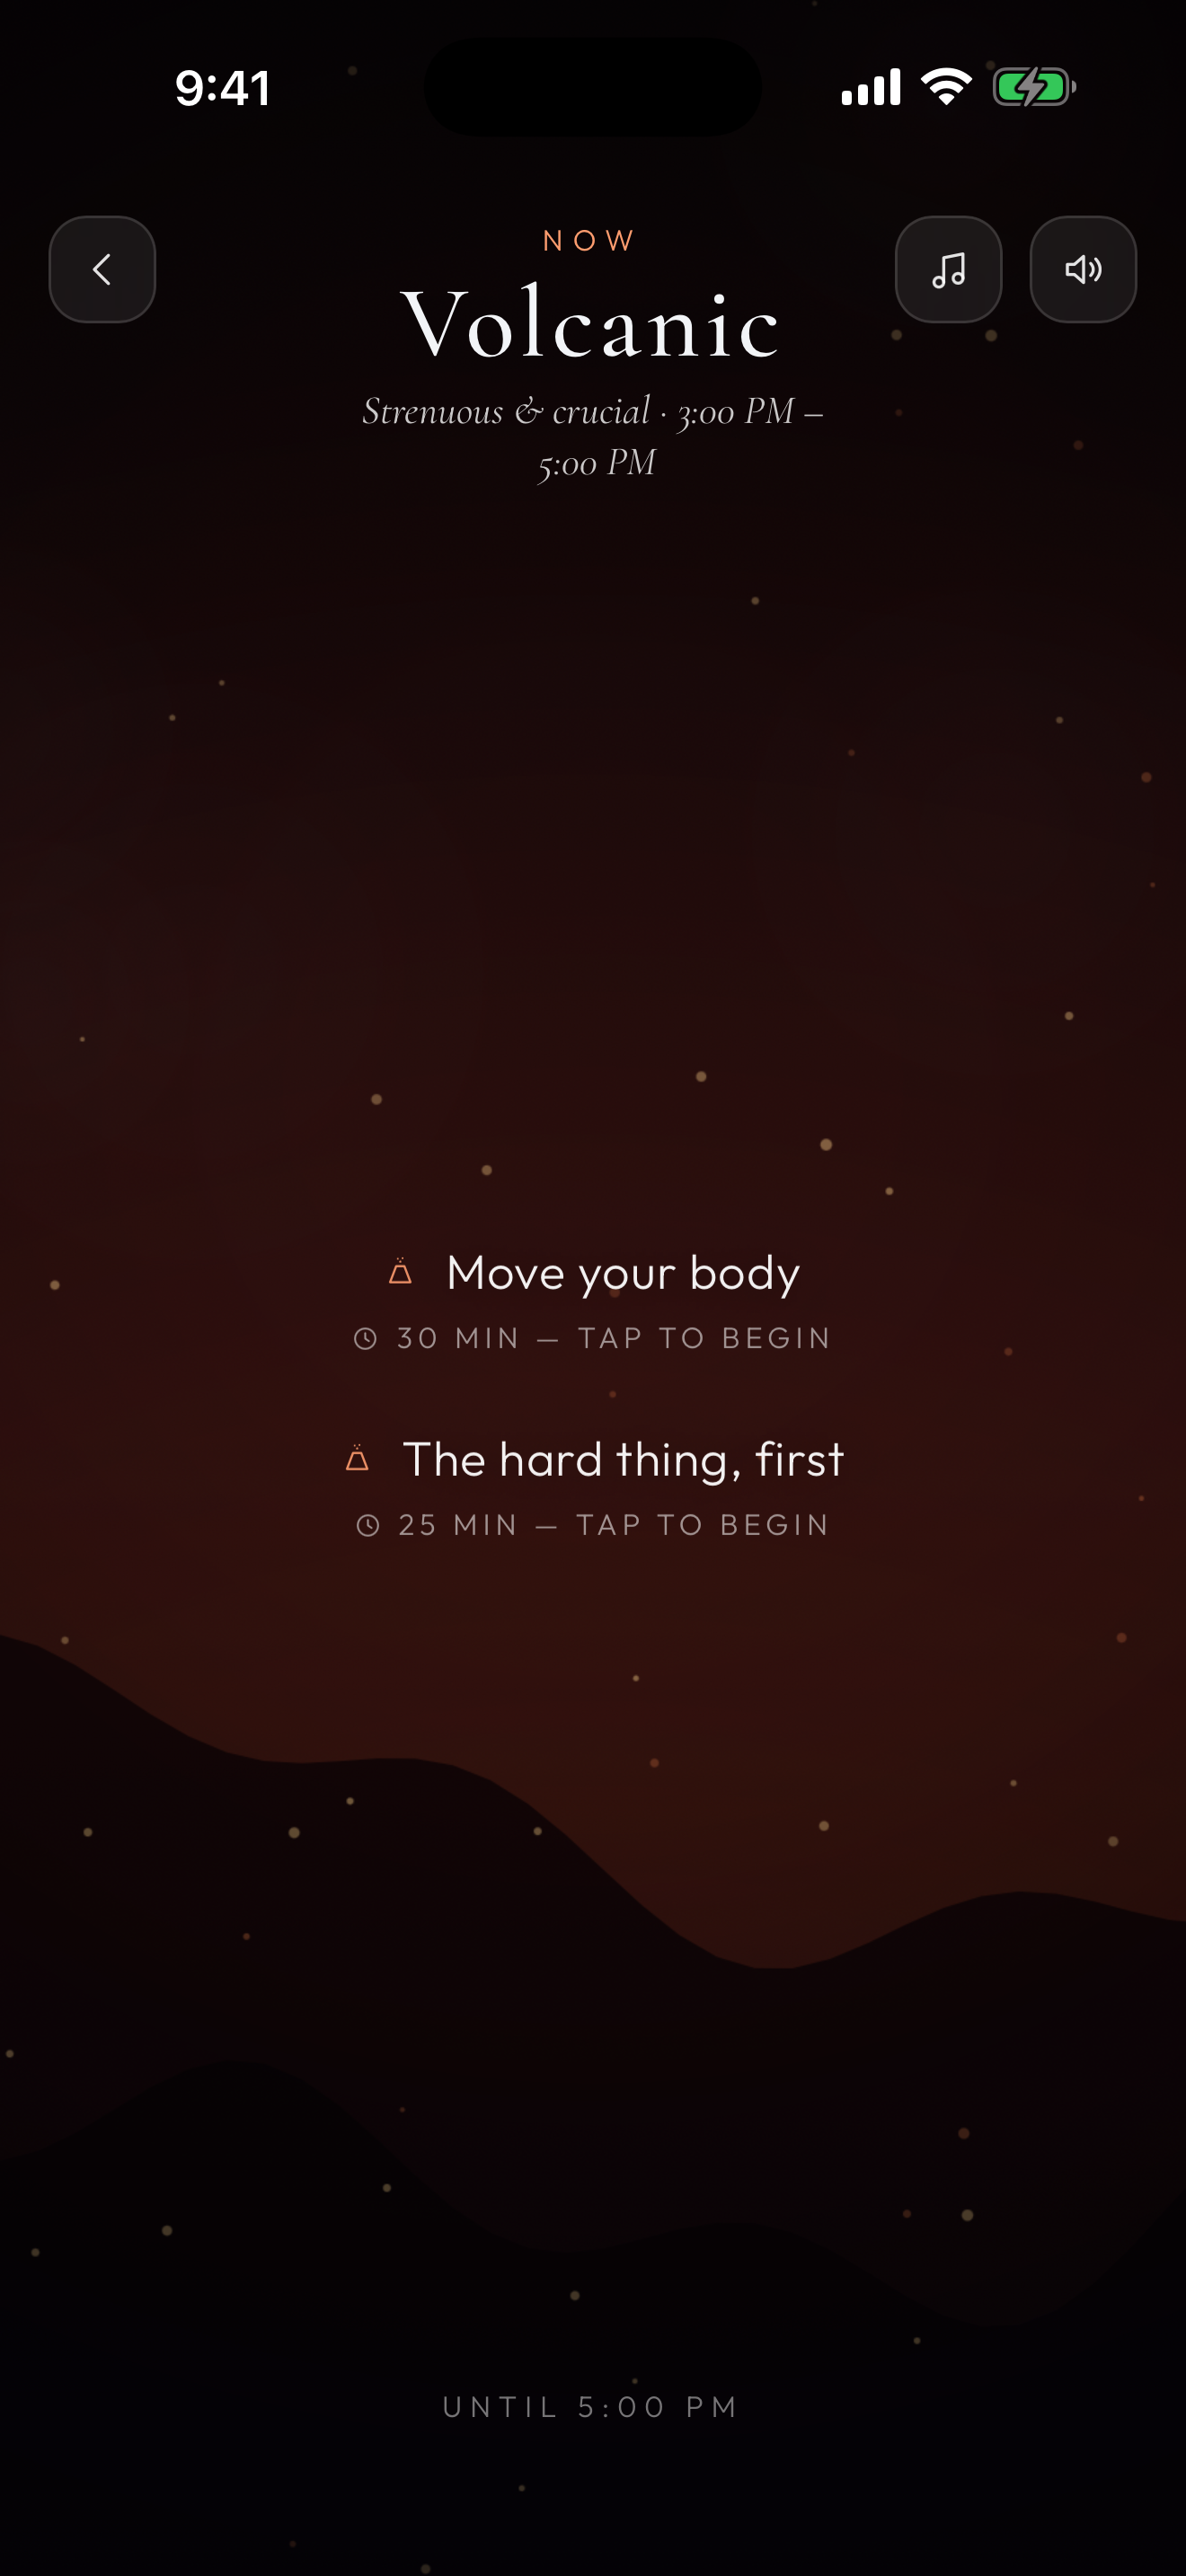 9:41
NOW
Volcanic
Strenuous & crucial · 3:00 PM –
5:00 PM
Move your body
30 MIN — TAP TO BEGIN
The hard thing, first
25 MIN — TAP TO BEGIN
UNTIL 5:00 PM